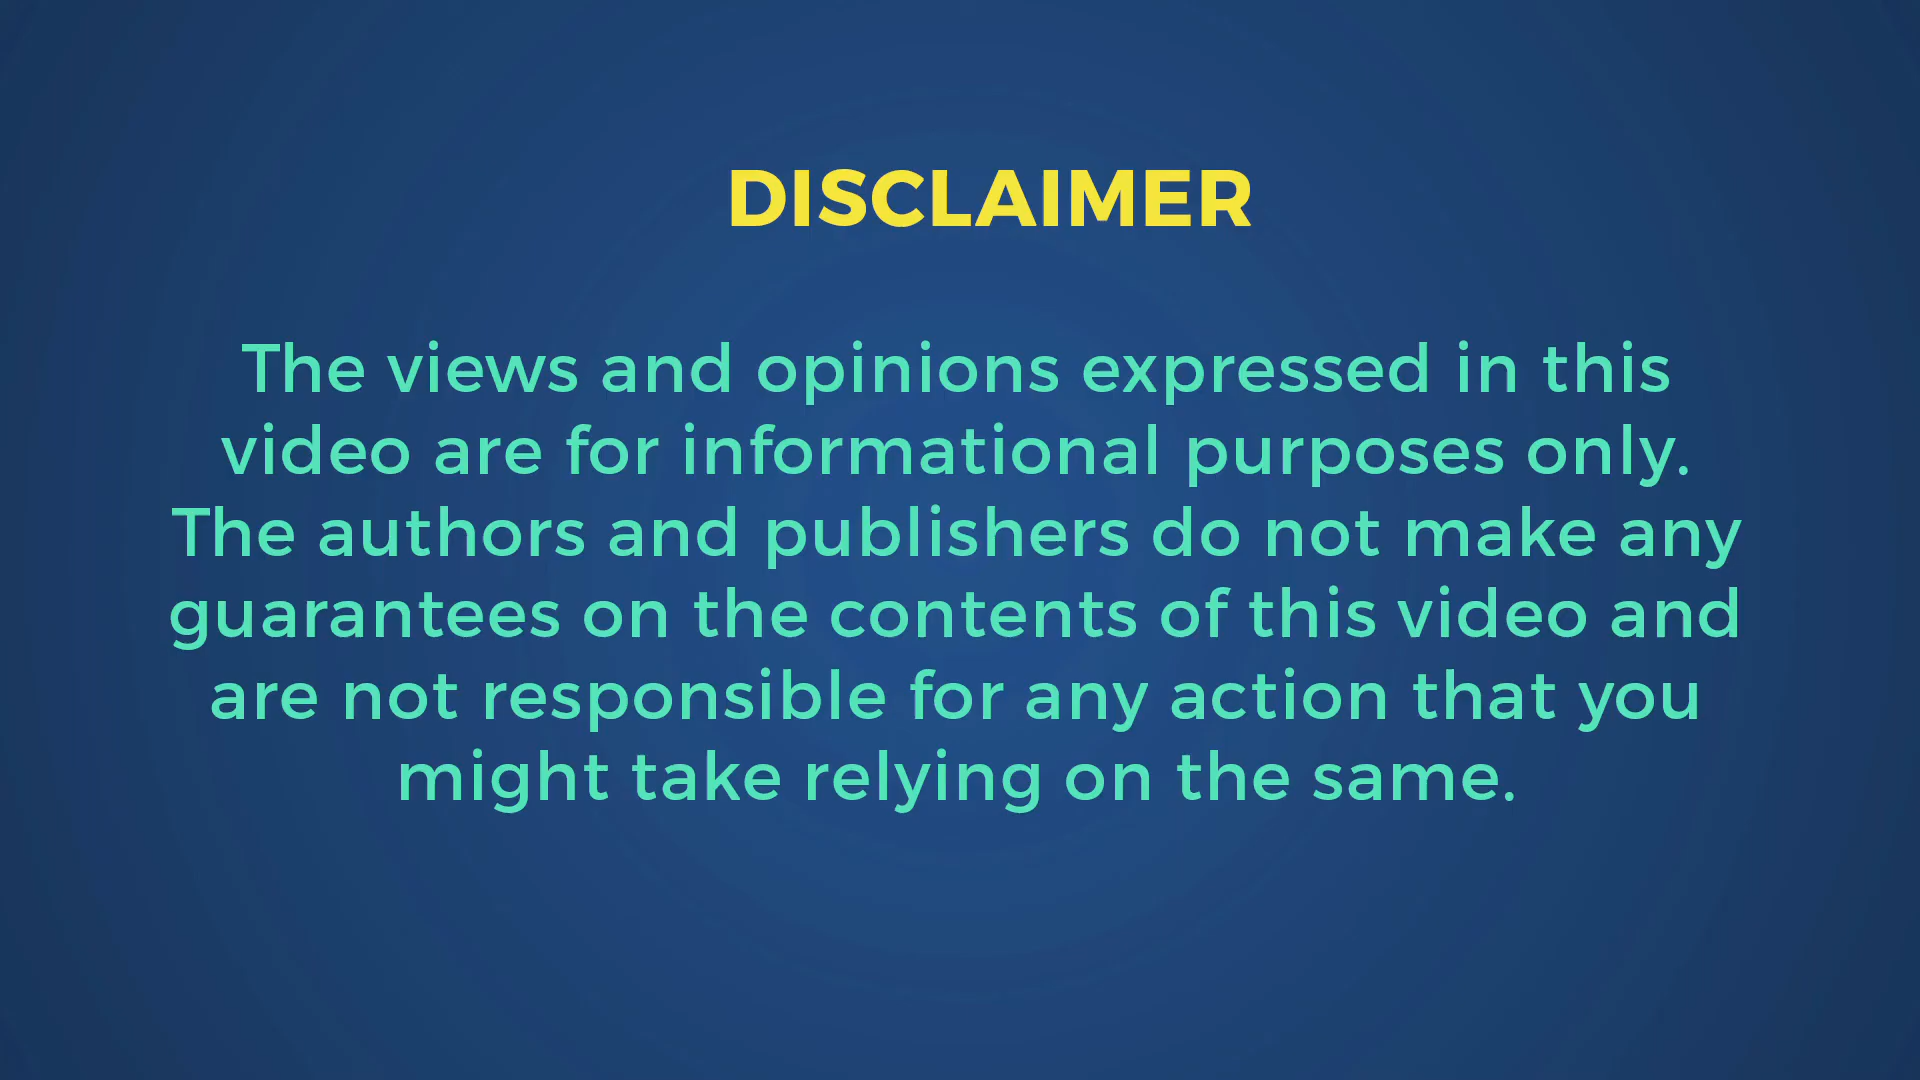 DISCLAIMER
The views and opinions expressed in this
video are for informational purposes only.
The authors and publishers do not make any
guarantees on the contents of this video and
are not responsible for any action that you
might take relying on the same.